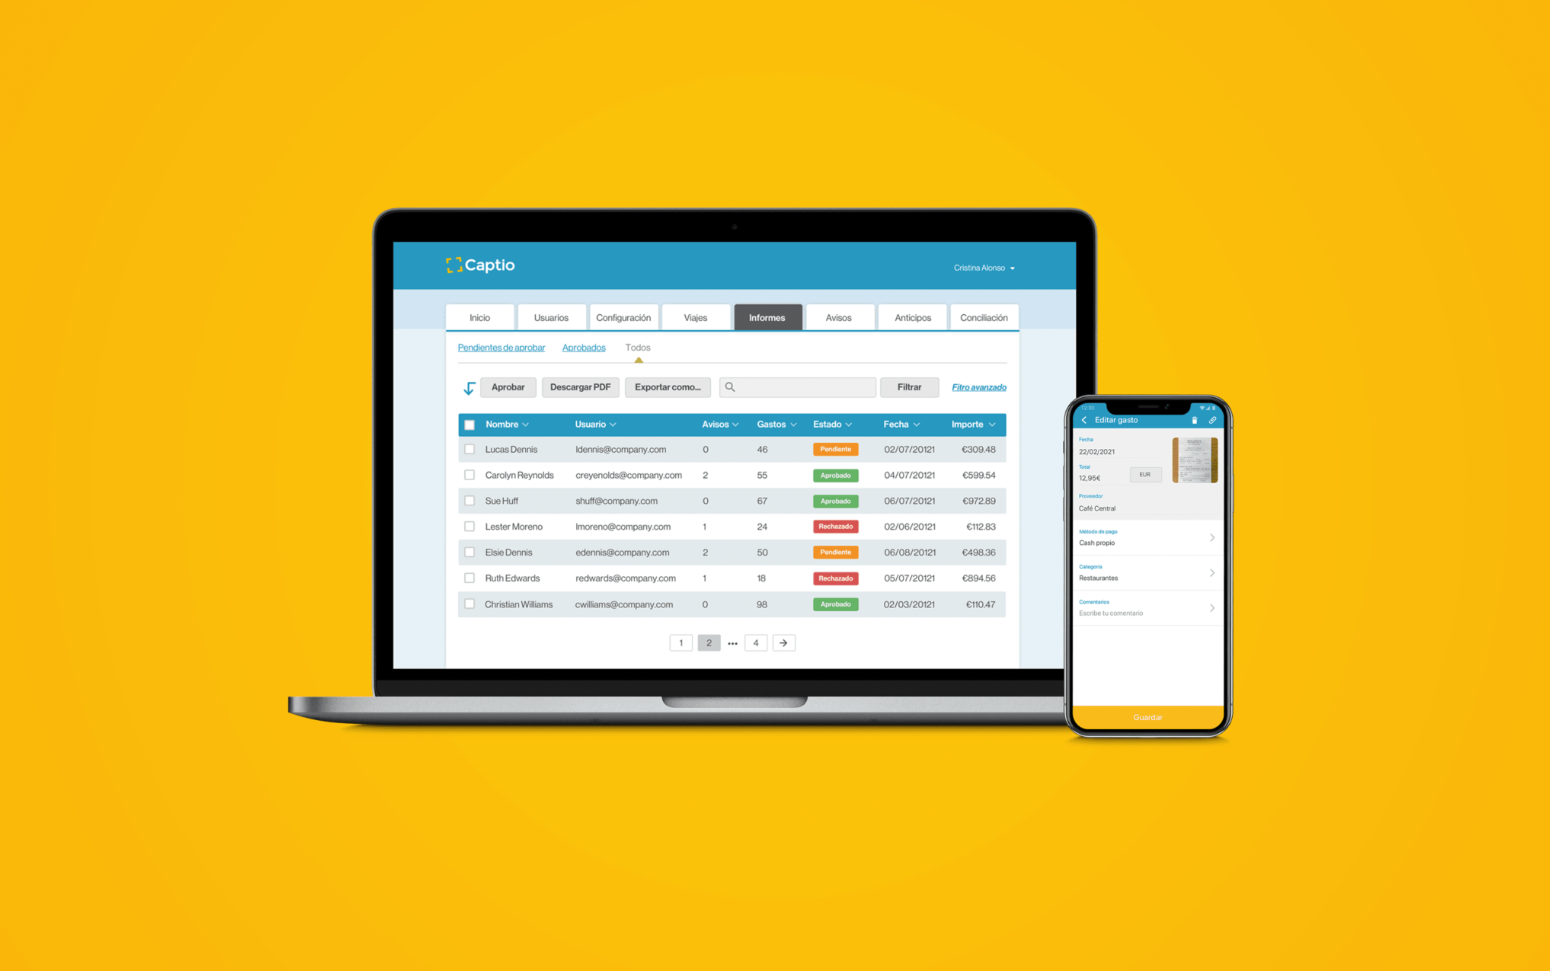 Captio
Cristina Alonso
Inicio Usuarios Configuración Viajes Informes Avisos Anticipos Conciliación
Pendientes de aprobar Aprobados Todos
Aprobar Descargar PDF Exportar como... Filtrar Fitro avanzado
Nombre Usuario Avisos Gastos Estado Fecha Importe
Lucas Dennis ldennis@company.com 0 46 Pendiente 02/07/20121 €309.48
Carolyn Reynolds creyenolds@company.com 2 55 Aprobado 04/07/20121 €599.54
Sue Huff shuff@company.com 0 67 Aprobado 06/07/20121 €972.89
Lester Moreno lmoreno@company.com 1 24 Rechazado 02/06/20121 €112.83
Elsie Dennis edennis@company.com 2 50 Pendiente 06/08/20121 €498.36
Ruth Edwards redwards@company.com 1 18 Rechazado 05/07/20121 €894.56
Christian Williams cwilliams@company.com 0 98 Aprobado 02/03/20121 €110.47
1 2 ••• 4 →
Editar gasto
Fecha
22/02/2021
Total
12,95€ EUR
Proveedor
Café Central
Método de pago
Cash propio
Categoría
Restaurantes
Comentarios
Escribe tu comentario
Guardar